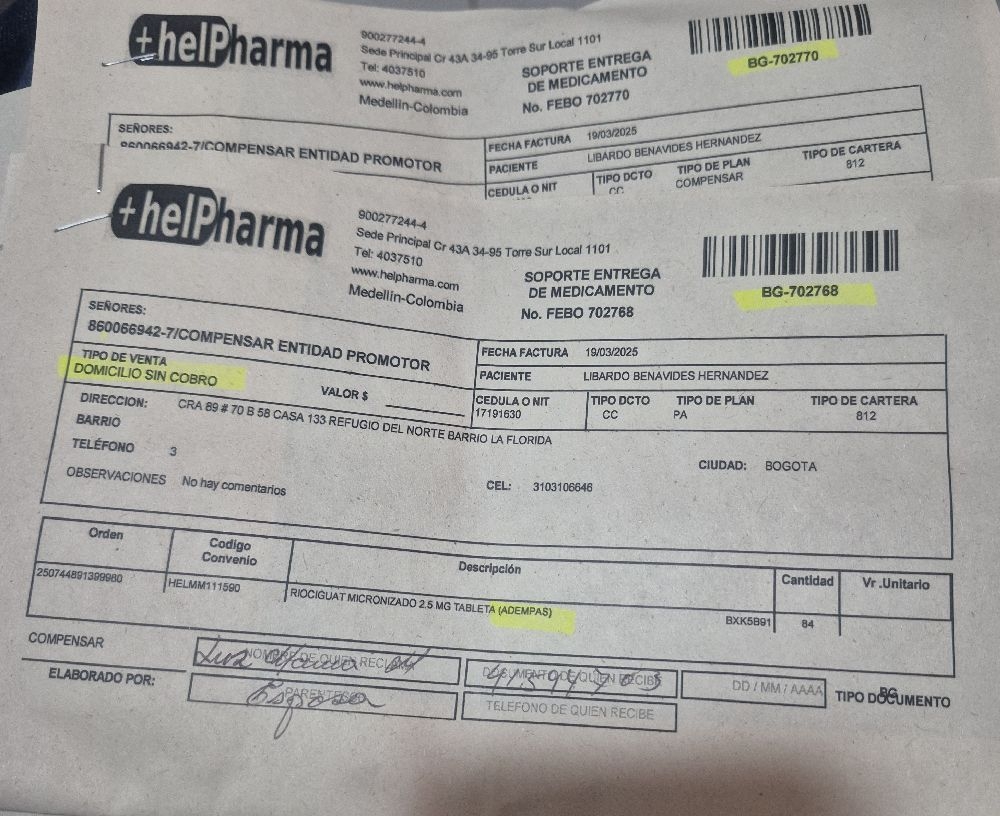 +helPharma
900277244-4
Sede Principal Cr 43A 34-95 Torre Sur Local 1101
Tel: 4037510
www.helpharma.com
Medellín-Colombia
SOPORTE ENTREGA
DE MEDICAMENTO
No. FEBO 702770
BG-702770
SEÑORES:
860066942-7/COMPENSAR ENTIDAD PROMOTOR
FECHA FACTURA 19/03/2025
PACIENTE LIBARDO BENAVIDES HERNANDEZ
CEDULA O NIT TIPO DCTO TIPO DE PLAN TIPO DE CARTERA
CC COMPENSAR 812
+helPharma
900277244-4
Sede Principal Cr 43A 34-95 Torre Sur Local 1101
Tel: 4037510
www.helpharma.com
Medellín-Colombia
SOPORTE ENTREGA
DE MEDICAMENTO
No. FEBO 702768
BG-702768
SEÑORES:
860066942-7/COMPENSAR ENTIDAD PROMOTOR
FECHA FACTURA 19/03/2025
PACIENTE LIBARDO BENAVIDES HERNANDEZ
TIPO DE VENTA
DOMICILIO SIN COBRO VALOR $
CEDULA O NIT TIPO DCTO TIPO DE PLAN TIPO DE CARTERA
17191630 CC PA 812
DIRECCION: CRA 89 # 70 B 58 CASA 133 REFUGIO DEL NORTE BARRIO LA FLORIDA
BARRIO
TELÉFONO 3
CIUDAD: BOGOTA
OBSERVACIONES No hay comentarios
CEL: 3103106646
Orden Codigo Convenio Descripción Cantidad Vr .Unitario
250744891399980 HELMM111590 RIOCIGUAT MICRONIZADO 2.5 MG TABLETA (ADEMPAS) BXK5B91 84
COMPENSAR
NOMBRE DE QUIEN RECIBE
Luz
DOCUMENTO DE QUIEN RECIBE
DD / MM / AAAA
TIPO DOCUMENTO
BG
ELABORADO POR:
PARENTESCO
Esposa
TELEFONO DE QUIEN RECIBE